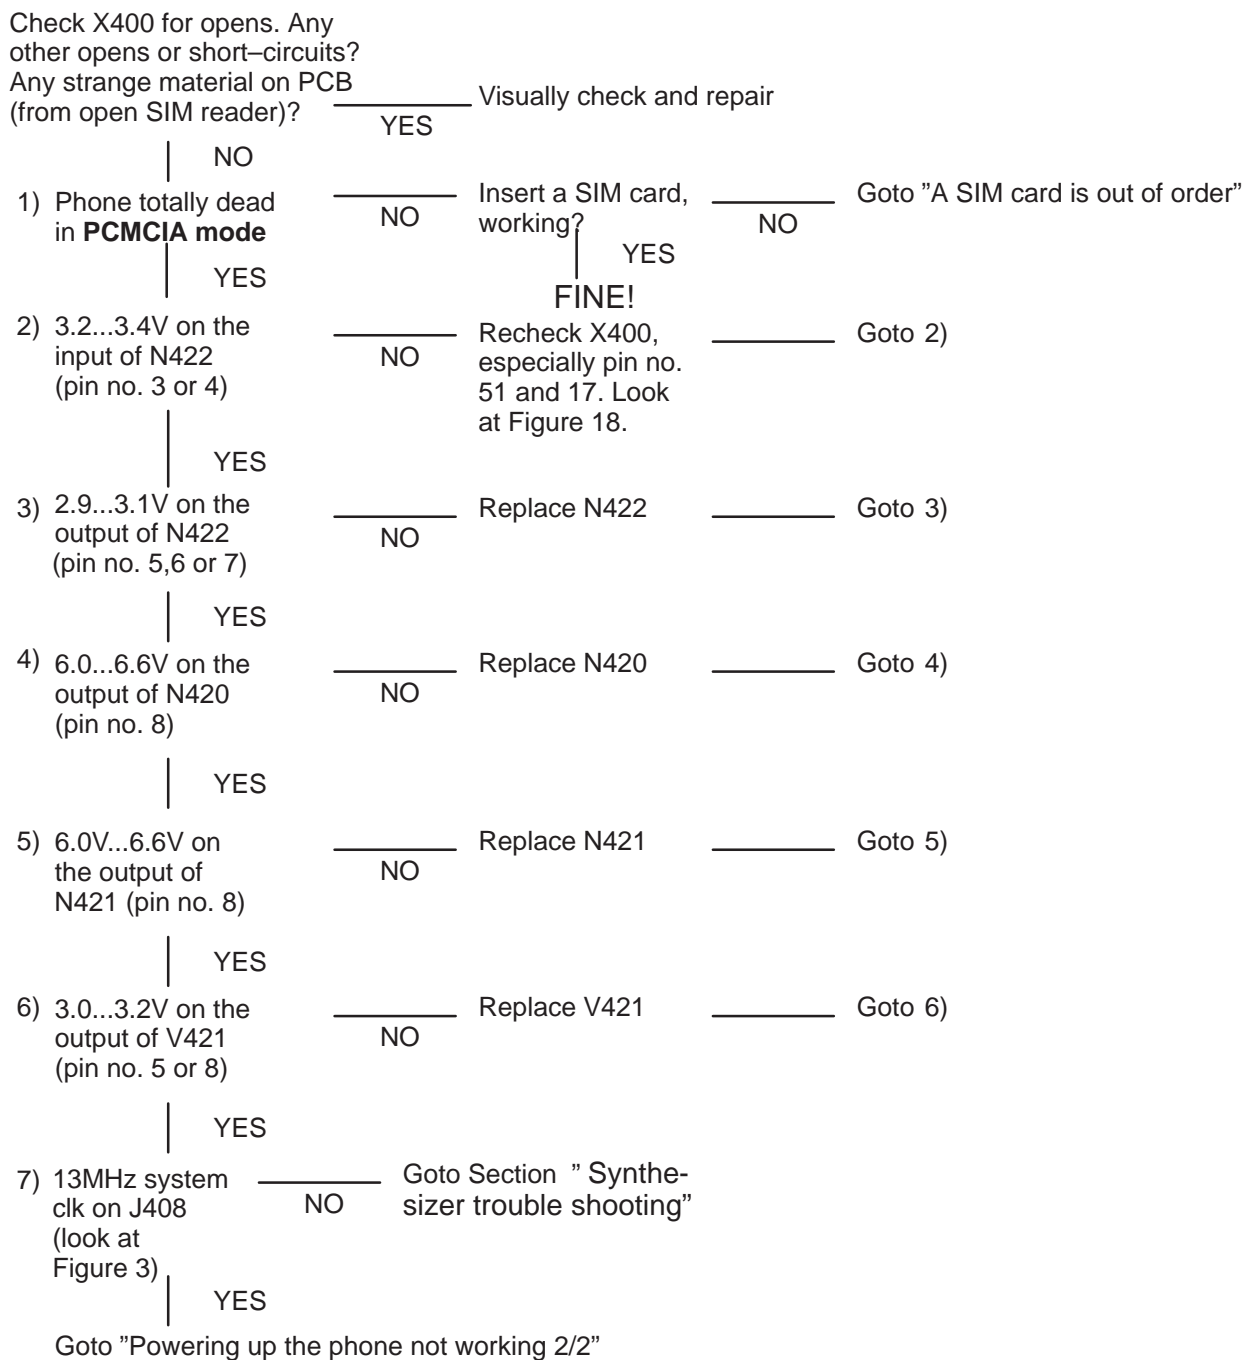 Check X400 for opens. Any
other opens or short–circuits?
Any strange material on PCB
(from open SIM reader)?
YES
Visually check and repair
NO
1) Phone totally dead
in PCMCIA mode
NO
Insert a SIM card,
working?
NO
Goto ”A SIM card is out of order”
YES
YES
FINE!
2) 3.2...3.4V on the
input of N422
(pin no. 3 or 4)
NO
Recheck X400,
especially pin no.
51 and 17. Look
at Figure 18.
Goto 2)
YES
3) 2.9...3.1V on the
output of N422
(pin no. 5,6 or 7)
NO
Replace N422
Goto 3)
YES
4) 6.0...6.6V on the
output of N420
(pin no. 8)
NO
Replace N420
Goto 4)
YES
5) 6.0V...6.6V on
the output of
N421 (pin no. 8)
NO
Replace N421
Goto 5)
YES
6) 3.0...3.2V on the
output of V421
(pin no. 5 or 8)
NO
Replace V421
Goto 6)
YES
7) 13MHz system
clk on J408
(look at
Figure 3)
NO
Goto Section ” Synthe-
sizer trouble shooting”
YES
Goto ”Powering up the phone not working 2/2”